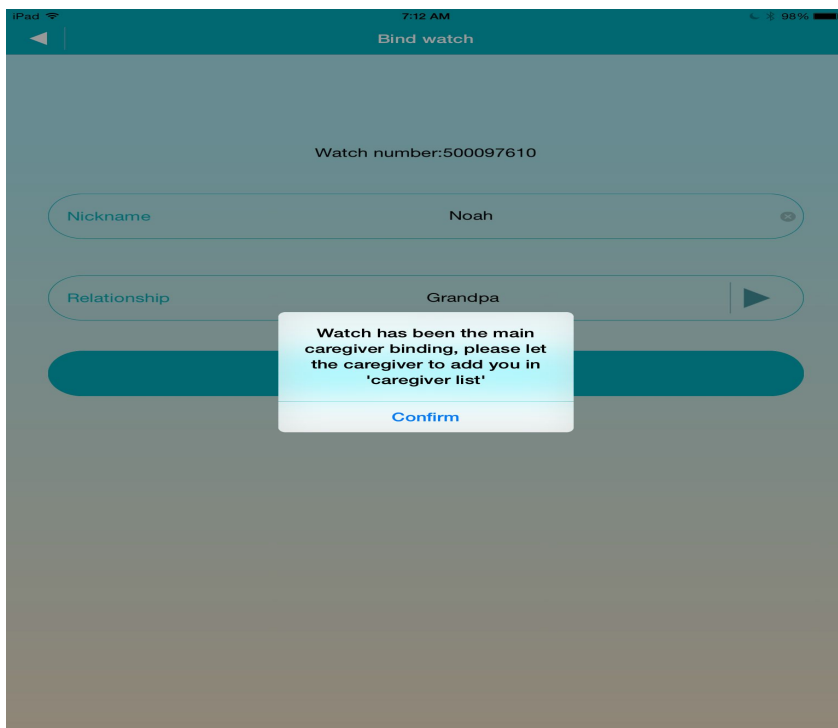 iPad 7:12 AM 98%
Bind watch
Watch number:500097610
Nickname Noah
Relationship Grandpa
Watch has been the main
caregiver binding, please let
the caregiver to add you in
'caregiver list'
Confirm